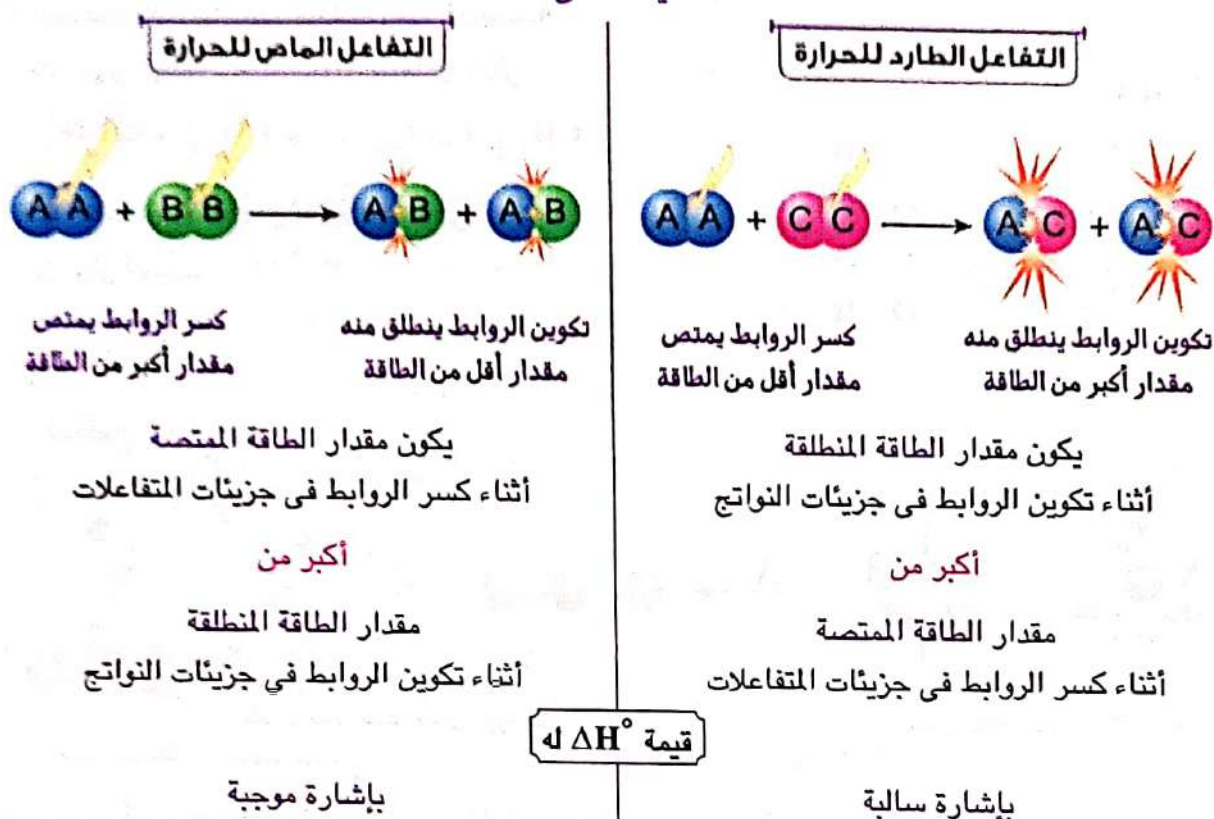 التفاعل الطارد للحرارة
A A + C C ⟶ A C + A C
كسر الروابط يمتص
مقدار أقل من الطاقة
تكوين الروابط ينطلق منه
مقدار أكبر من الطاقة
يكون مقدار الطاقة المنطلقة
أثناء تكوين الروابط فى جزيئات النواتج
أكبر من
مقدار الطاقة الممتصة
أثناء كسر الروابط فى جزيئات المتفاعلات
التفاعل الماص للحرارة
A A + B B ⟶ A B + A B
كسر الروابط يمتص
مقدار أكبر من الطاقة
تكوين الروابط ينطلق منه
مقدار أقل من الطاقة
يكون مقدار الطاقة الممتصة
أثناء كسر الروابط فى جزيئات المتفاعلات
أكبر من
مقدار الطاقة المنطلقة
أثناء تكوين الروابط في جزيئات النواتج
قيمة ΔH° له
بإشارة سالبة
بإشارة موجبة